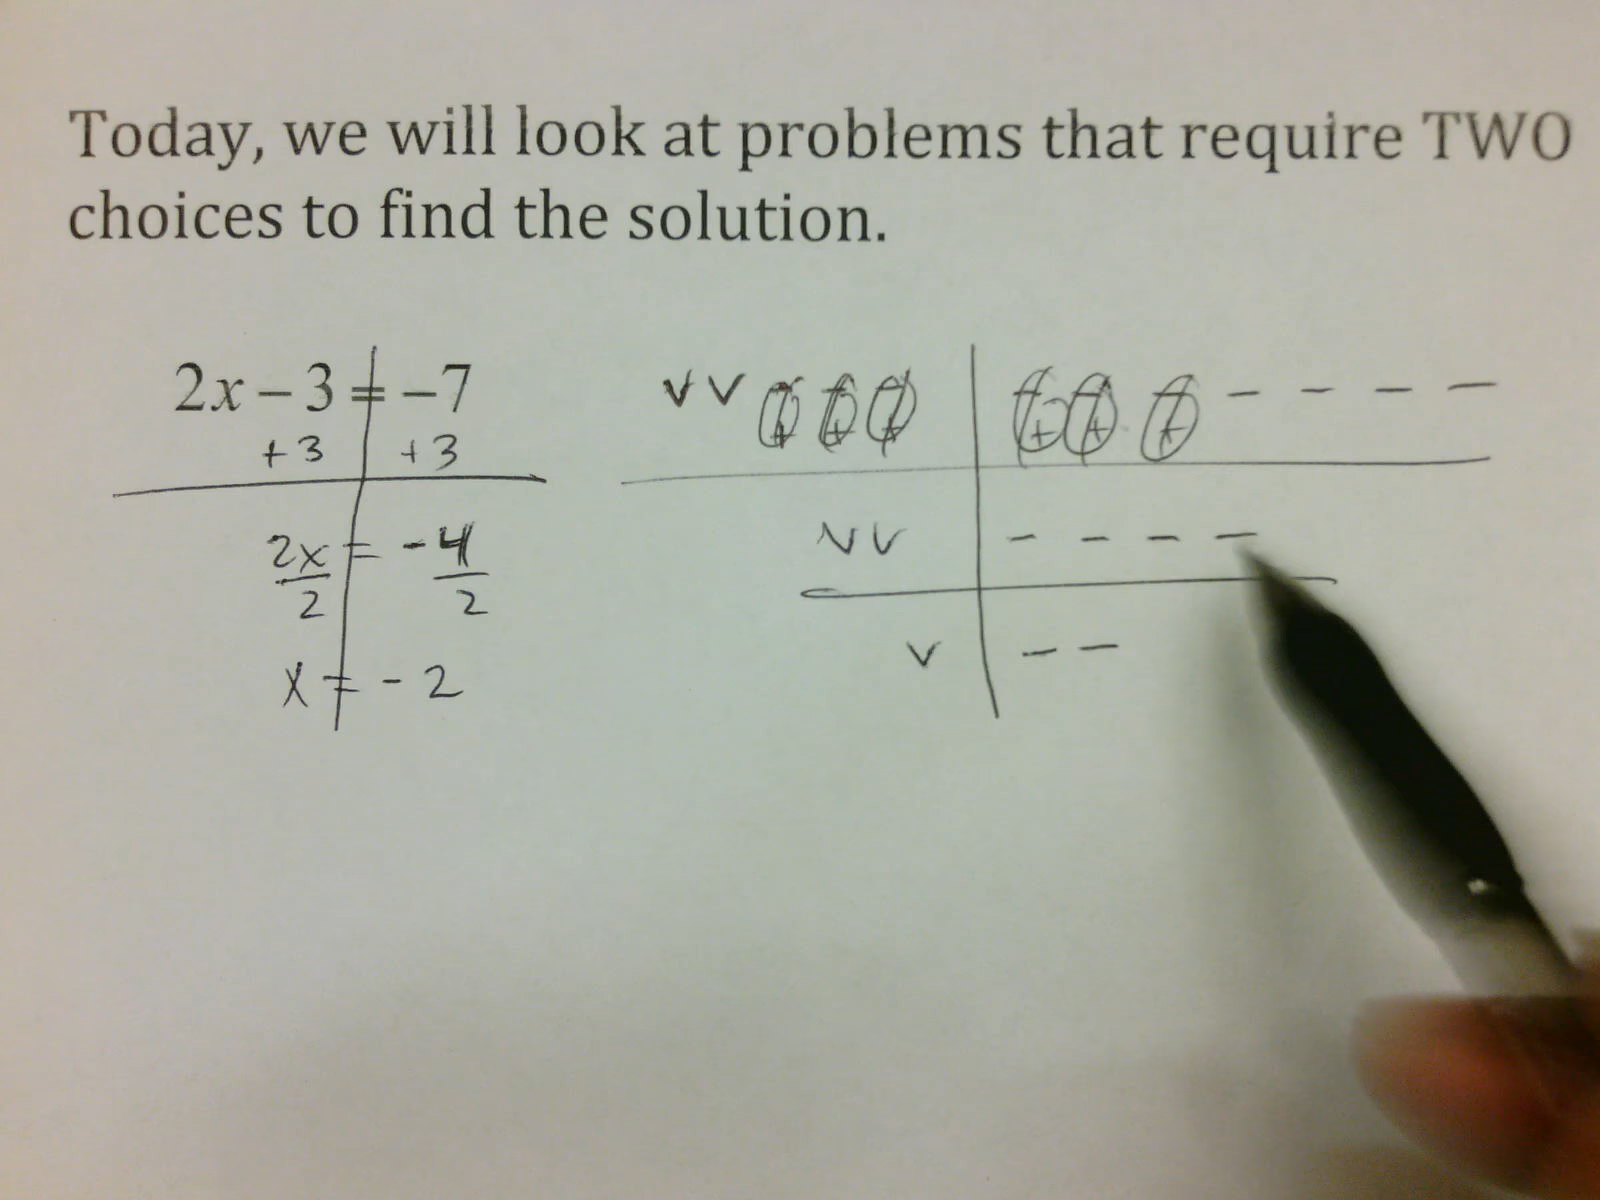 Today, we will look at problems that require TWO
choices to find the solution.
2x – 3 = –7
+3 +3
2x = -4
2 2
x = -2
V V + + + + + + – – – –
V V – – – –
V – –